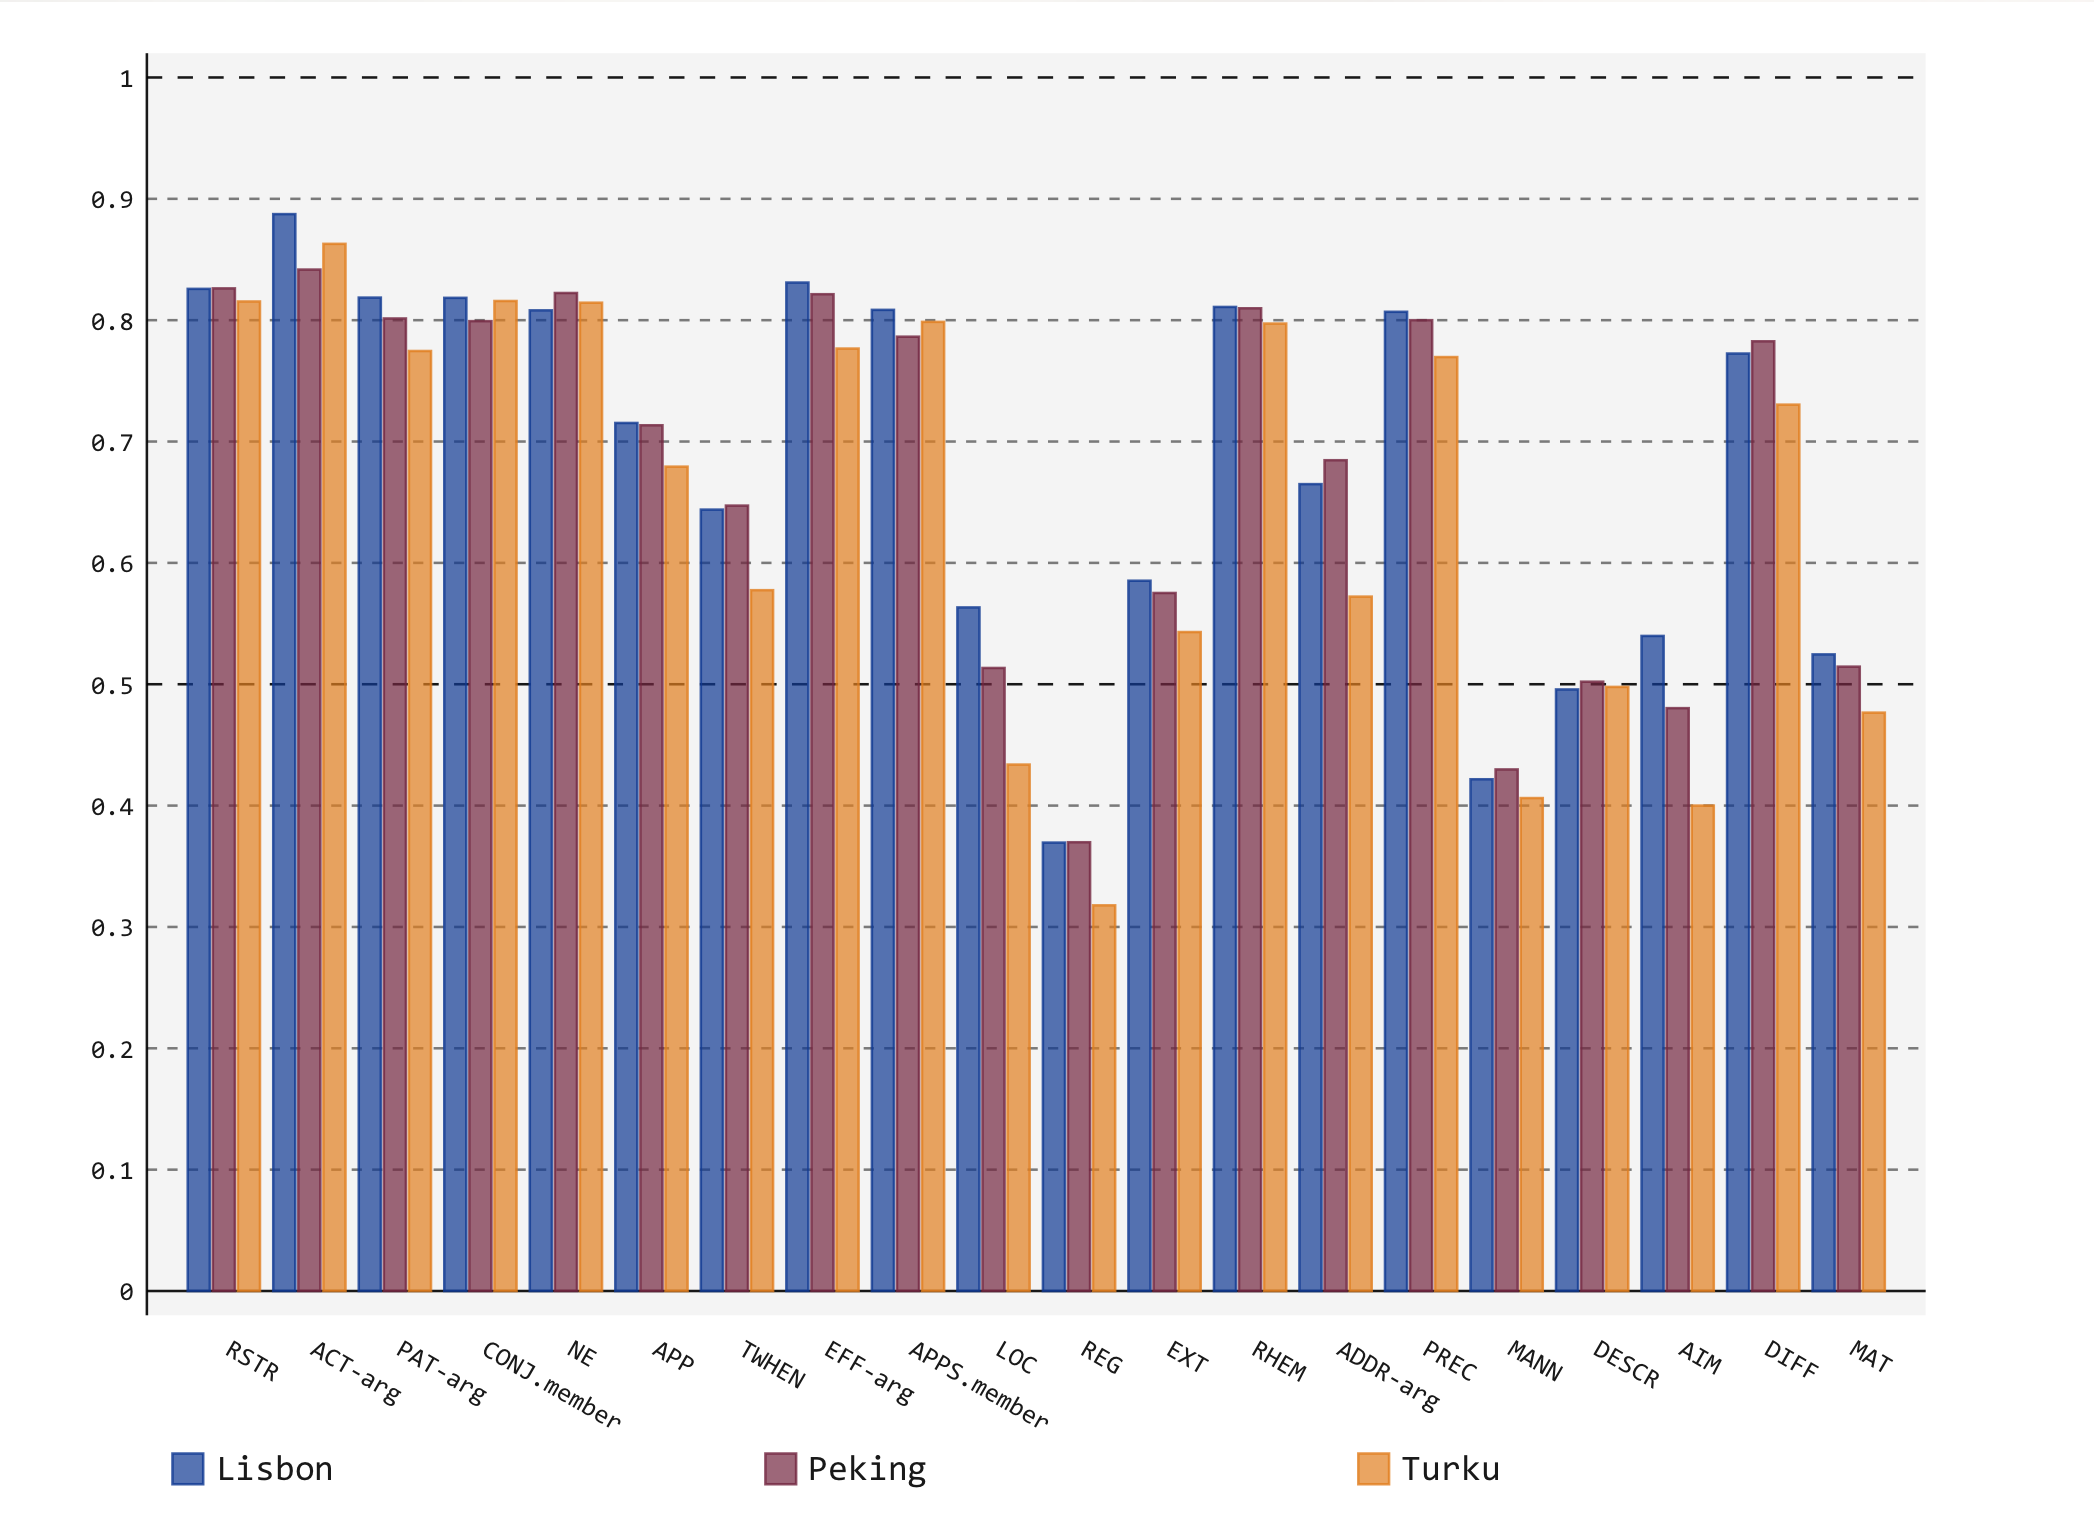 1
0.9
0.8
0.7
0.6
0.5
0.4
0.3
0.2
0.1
0
RSTR
ACT-arg
PAT-arg
CONJ.member
NE
APP
TWHEN
EFF-arg
APPS.member
LOC
REG
EXT
RHEM
ADDR-arg
PREC
MANN
DESCR
AIM
DIFF
MAT
Lisbon Peking Turku